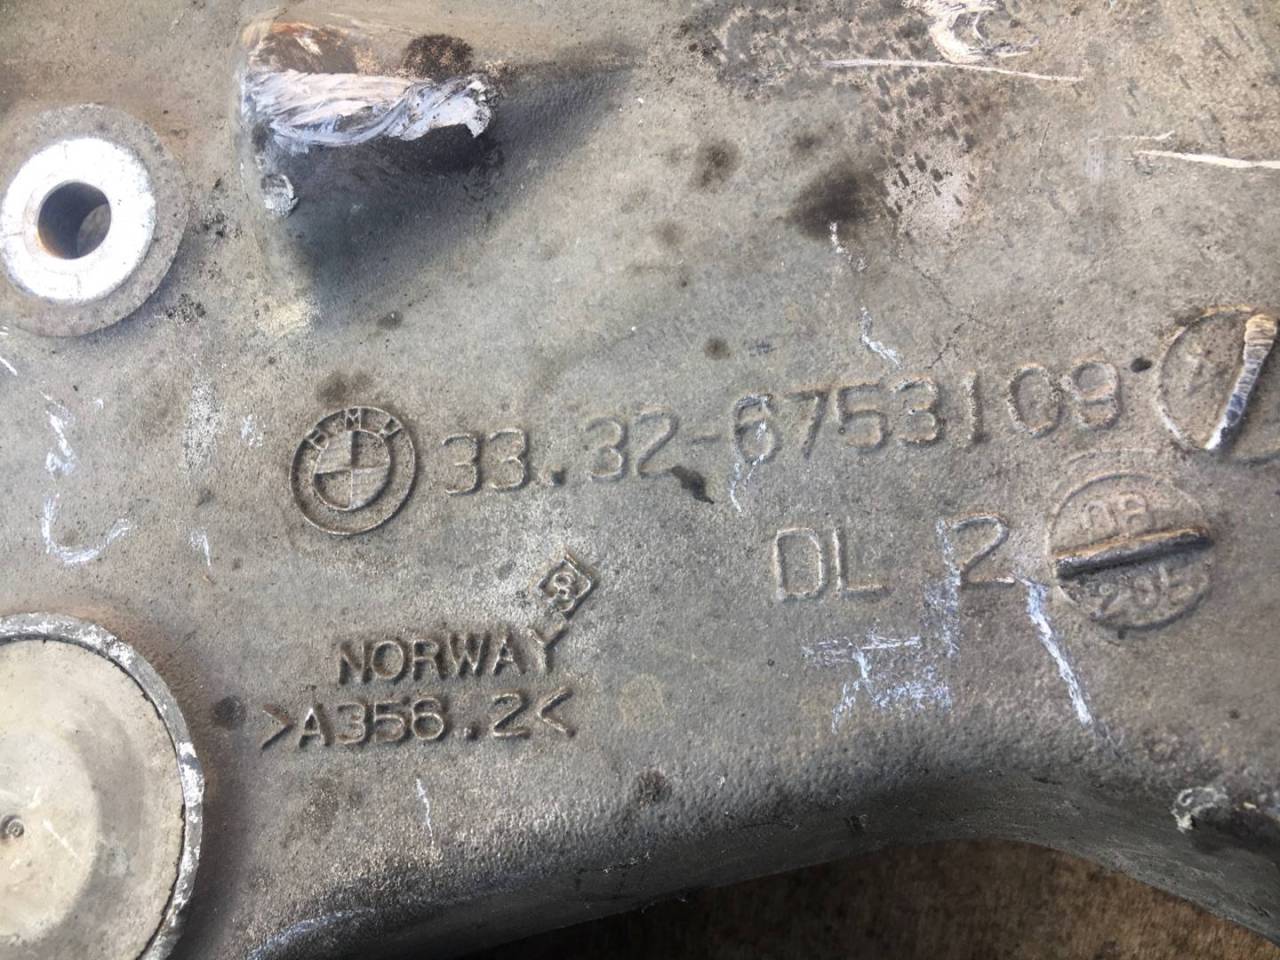 BMW
33.32-6753109
DL 2
NORWAY
>A356.2<